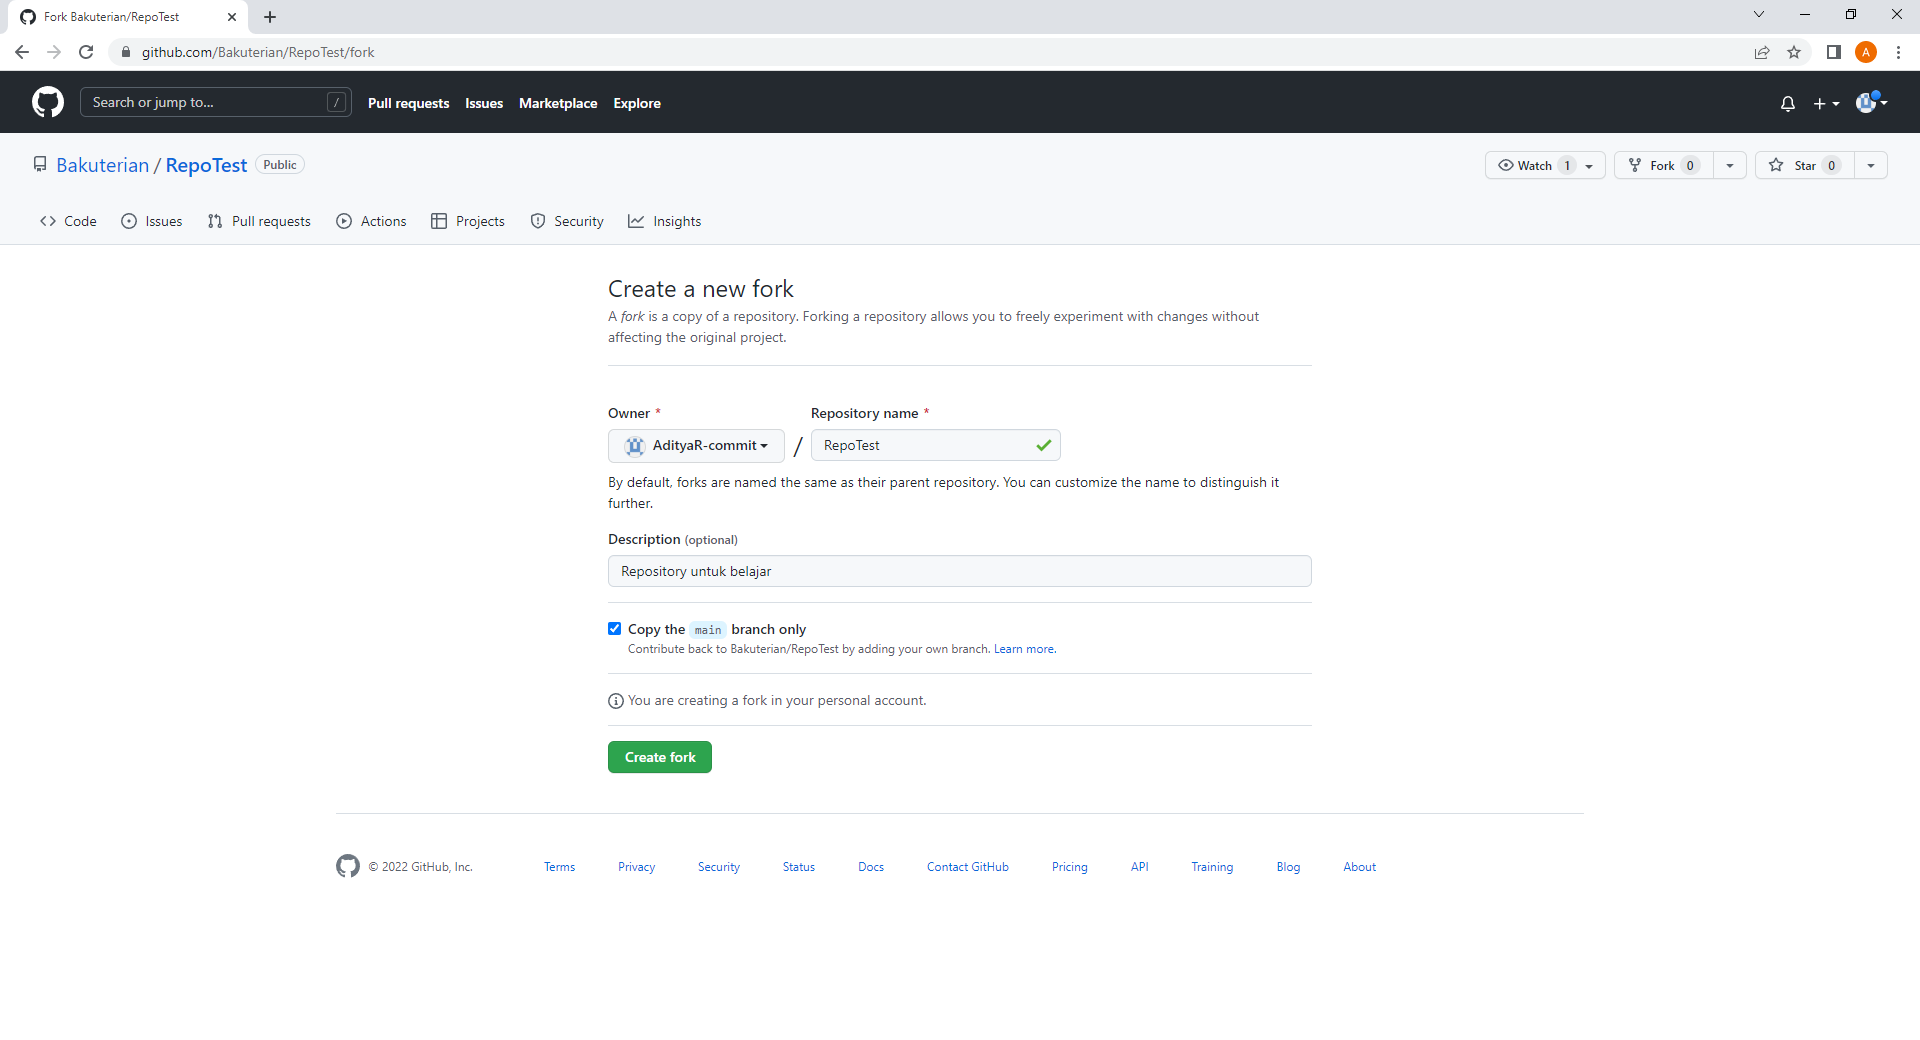 Fork Bakuterian/RepoTest
github.com/Bakuterian/RepoTest/fork
A
Search or jump to... /
Pull requests Issues Marketplace Explore
Bakuterian / RepoTest Public
Watch 1 Fork 0 Star 0
Code Issues Pull requests Actions Projects Security Insights
Create a new fork
A fork is a copy of a repository. Forking a repository allows you to freely experiment with changes without
affecting the original project.
Owner * Repository name *
AdityaR-commit / RepoTest
By default, forks are named the same as their parent repository. You can customize the name to distinguish it
further.
Description (optional)
Repository untuk belajar
Copy the main branch only
Contribute back to Bakuterian/RepoTest by adding your own branch. Learn more.
You are creating a fork in your personal account.
Create fork
© 2022 GitHub, Inc. Terms Privacy Security Status Docs Contact GitHub Pricing API Training Blog About